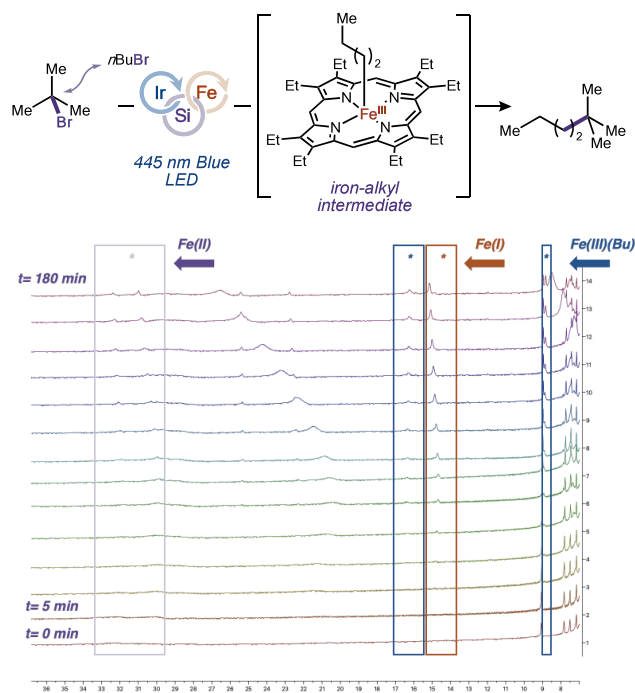 Me
Me
Me
Br
nBuBr
Ir
Fe
Si
445 nm Blue
LED
Me
2
Et
Et
Et
Et
Et
Et
Et
Et
N
N
N
N
Fe
III
iron-alkyl
intermediate
Me
2
Me
Me
Me
Fe(II)
Fe(I)
Fe(III)(Bu)
*
*
*
*
t= 180 min
t= 5 min
t= 0 min
14
13
12
11
10
9
8
7
6
5
4
3
2
1
36 35 34 33 32 31 30 29 28 27 26 25 24 23 22 21 20 19 18 17 16 15 14 13 12 11 10 9 8